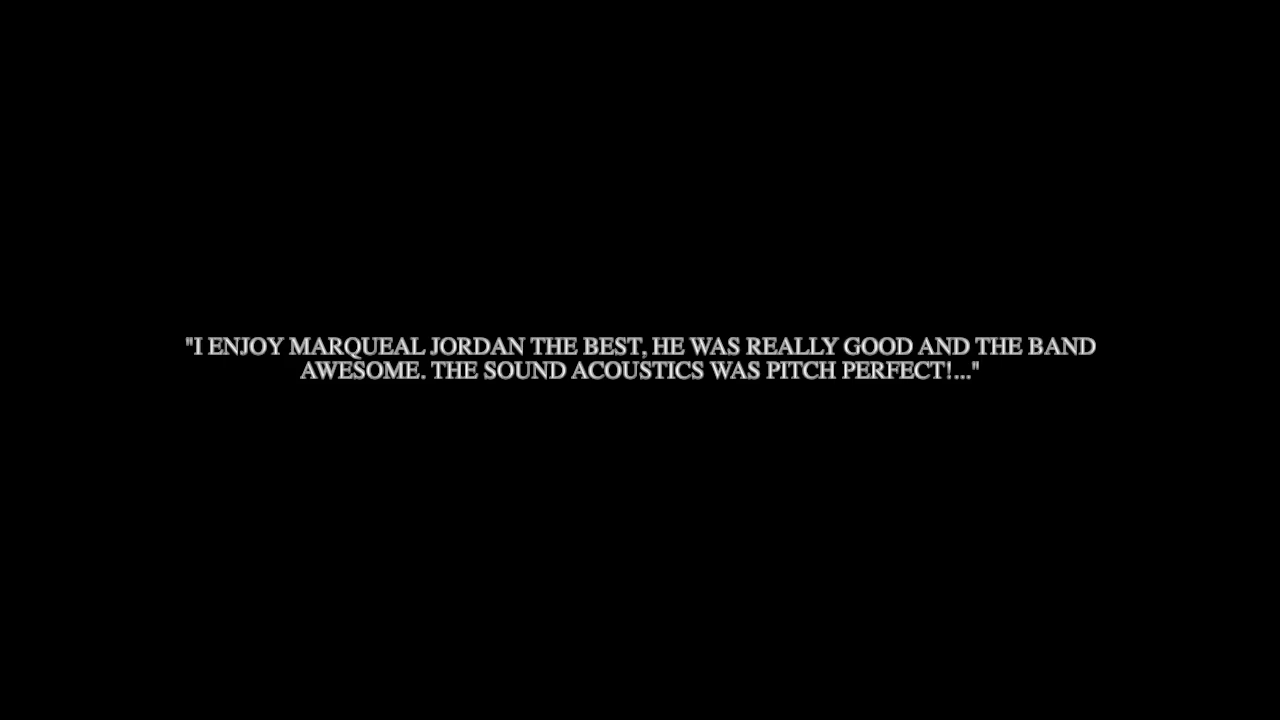 "I ENJOY MARQUEAL JORDAN THE BEST, HE WAS REALLY GOOD AND THE BAND
AWESOME. THE SOUND ACOUSTICS WAS PITCH PERFECT!..."